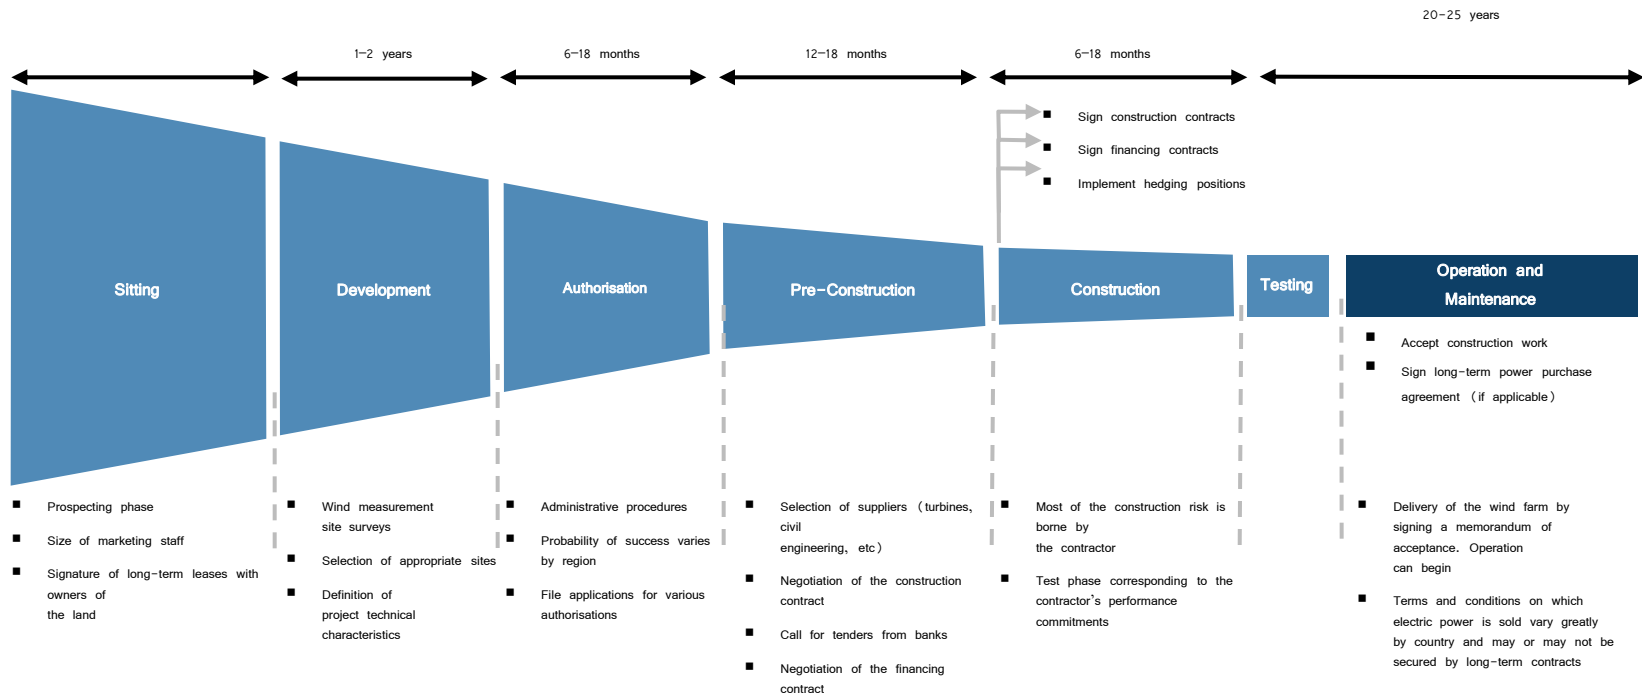 20-25 years
1-2 years
6-18 months
12-18 months
6-18 months
Sign construction contracts
Sign financing contracts
Implement hedging positions
Sitting
Development
Authorisation
Pre-Construction
Construction
Testing
Operation and
Maintenance
Accept construction work
Sign long-term power purchase
agreement (if applicable)
Prospecting phase
Size of marketing staff
Signature of long-term leases with
owners of
the land
Wind measurement
site surveys
Selection of appropriate sites
Definition of
project technical
characteristics
Administrative procedures
Probability of success varies
by region
File applications for various
authorisations
Selection of suppliers (turbines,
civil
engineering, etc)
Negotiation of the construction
contract
Call for tenders from banks
Negotiation of the financing
contract
Most of the construction risk is
borne by
the contractor
Test phase corresponding to the
contractor's performance
commitments
Delivery of the wind farm by
signing a memorandum of
acceptance. Operation
can begin
Terms and conditions on which
electric power is sold vary greatly
by country and may or may not be
secured by long-term contracts